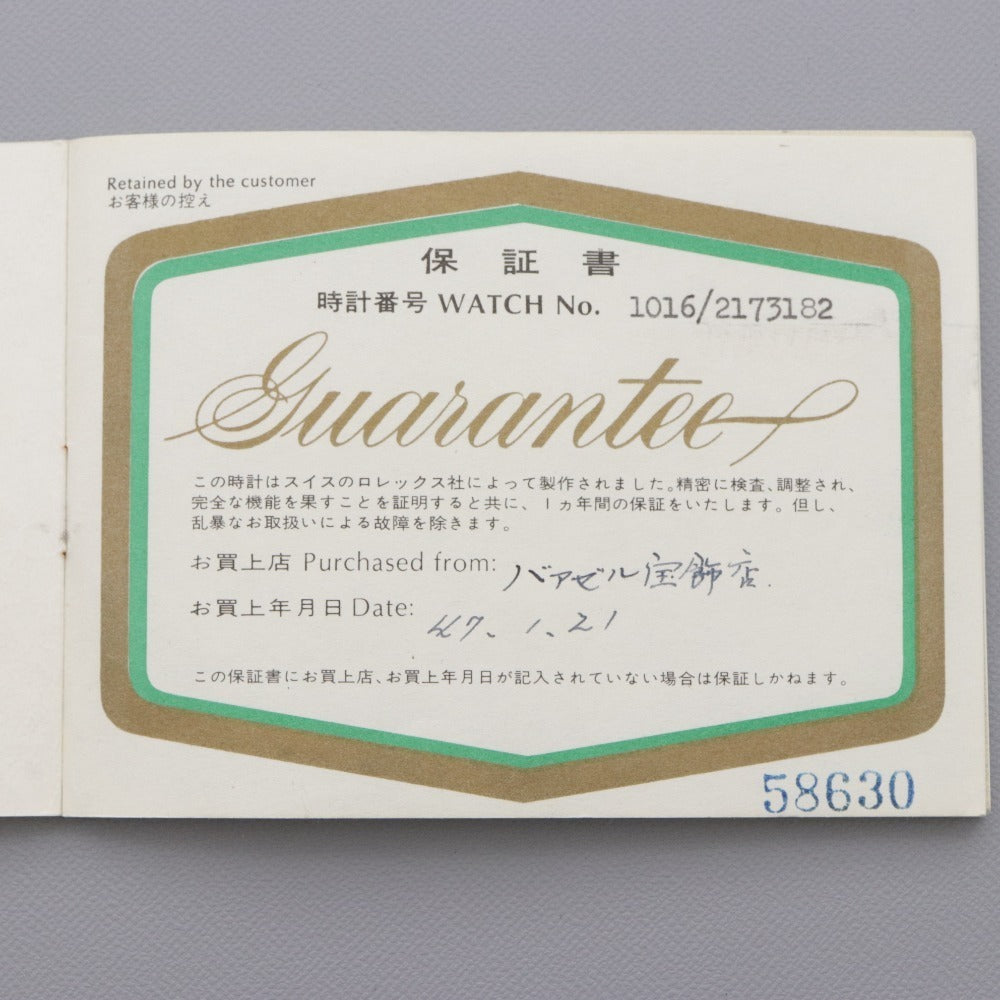 Retained by the customer
お客様の控え
保証書
時計番号 WATCH No. 1016/2173182
Guarantee
この時計はスイスのロレックス社によって製作されました。精密に検査、調整され、
完全な機能を果すことを証明すると共に、1ヵ年間の保証をいたします。但し、
乱暴なお取扱いによる故障を除きます。
お買上店 Purchased from: バァゼル宝飾店.
お買上年月日 Date: 47. 1. 21
この保証書にお買上店、お買上年月日が記入されていない場合は保証しかねます。
58630